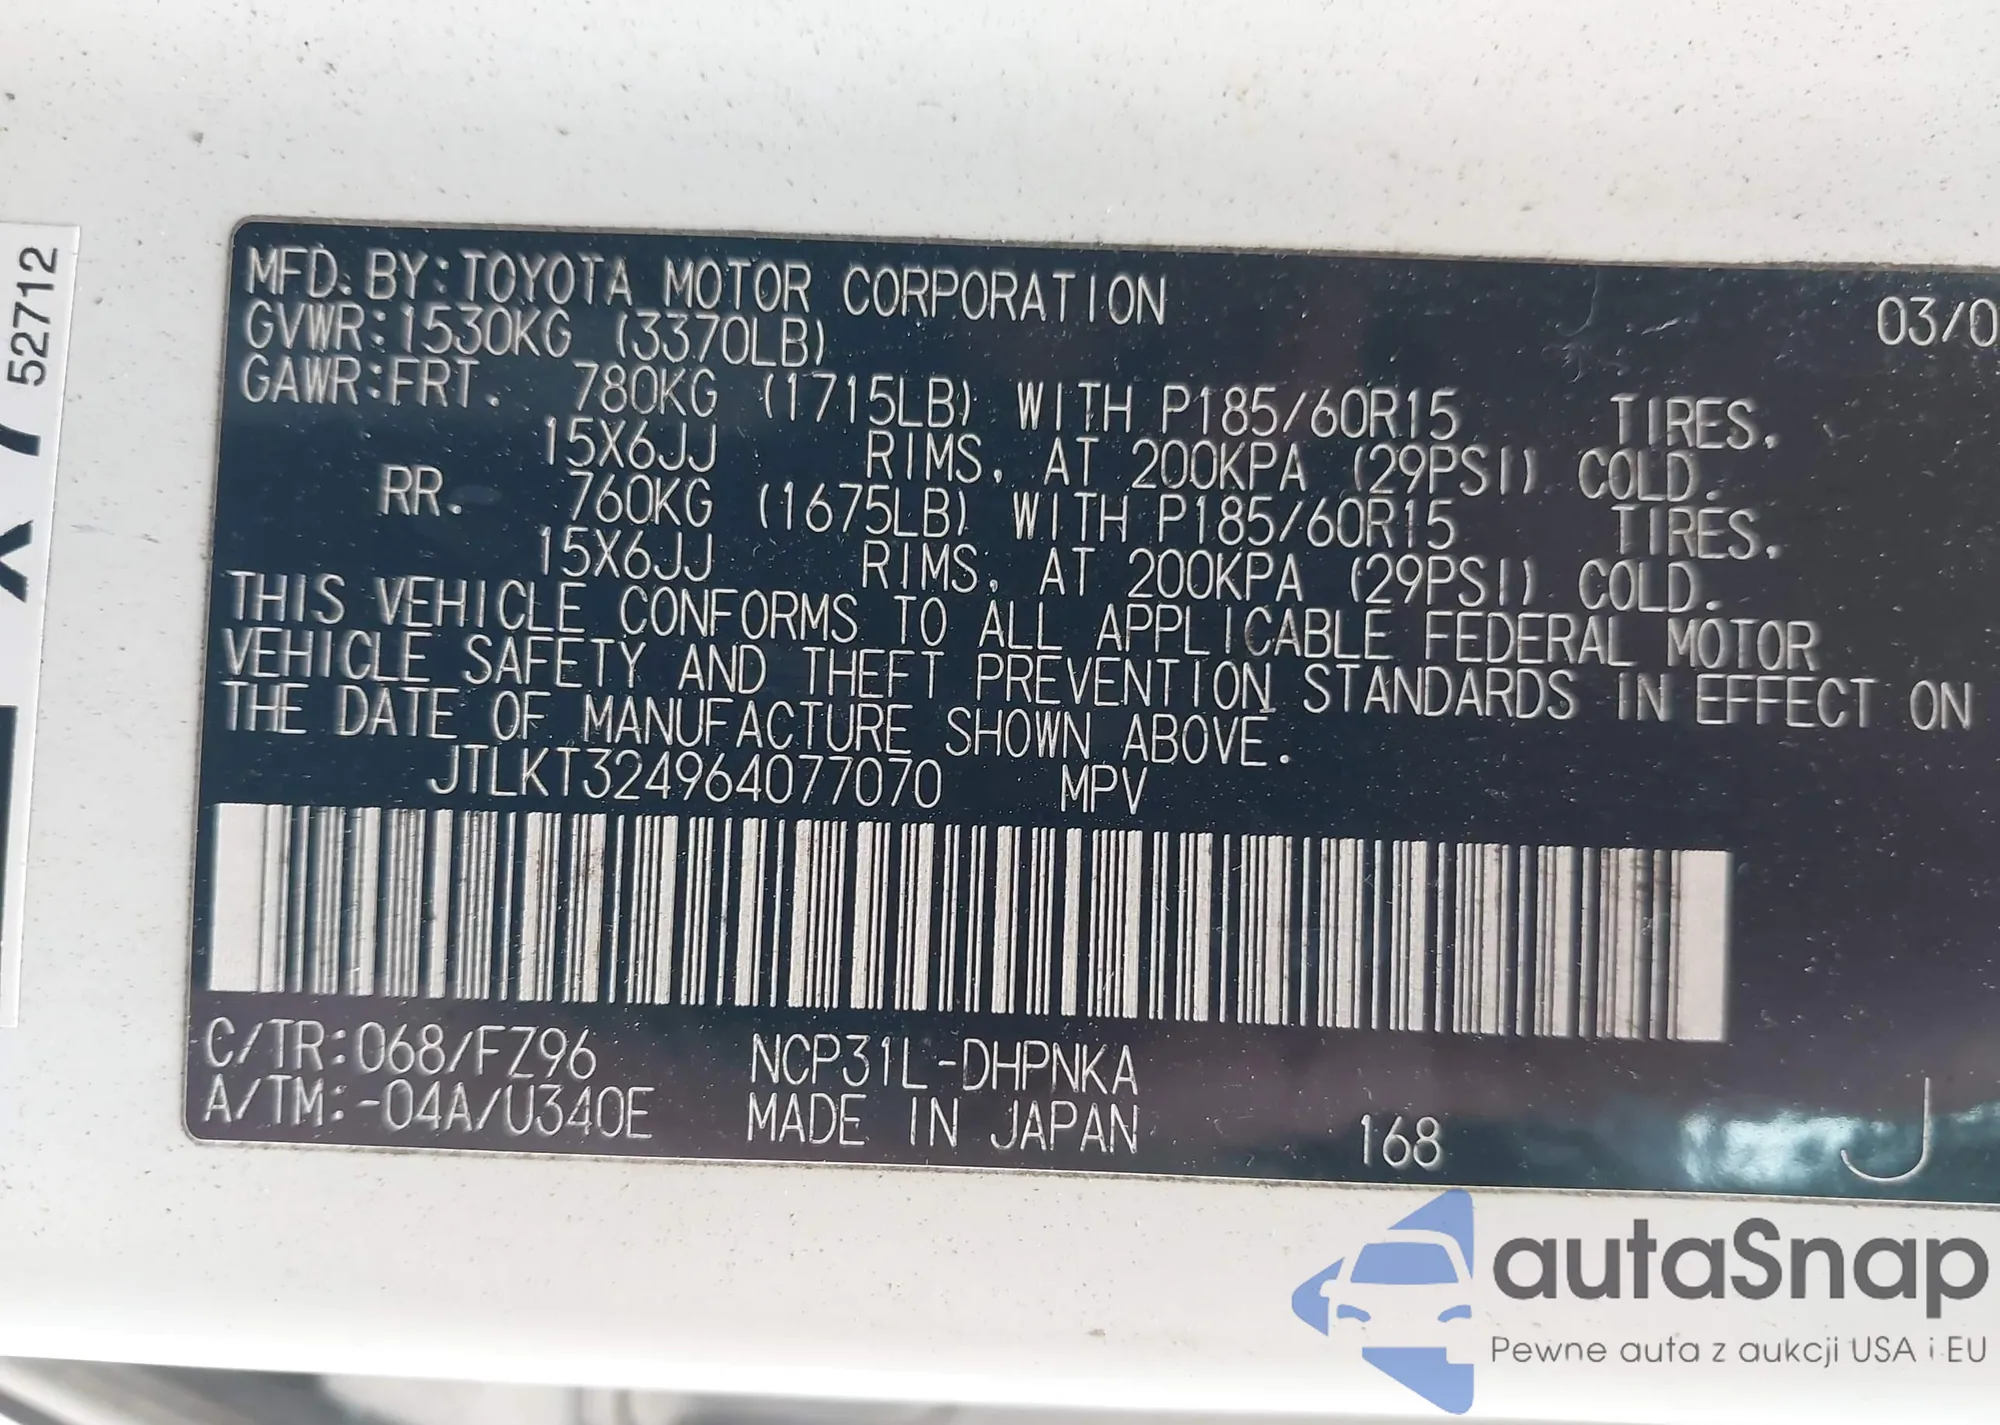 52712
MFD. BY: TOYOTA MOTOR CORPORATION 03/0
GVWR: 1530KG (3370LB)
GAWR: FRT. 780KG (1715LB) WITH P185/60R15 TIRES.
15X6JJ RIMS, AT 200KPA (29PSI) COLD.
RR. 760KG (1675LB) WITH P185/60R15 TIRES.
15X6JJ RIMS, AT 200KPA (29PSI) COLD.
THIS VEHICLE CONFORMS TO ALL APPLICABLE FEDERAL MOTOR
VEHICLE SAFETY AND THEFT PREVENTION STANDARDS IN EFFECT ON
THE DATE OF MANUFACTURE SHOWN ABOVE.
JTLKT324964077070 MPV
C/TR: 068/FZ96 NCP31L-DHPNKA
A/TM: -04A/U340E MADE IN JAPAN 168 J
autaSnap
Pewne auta z aukcji USA i EU